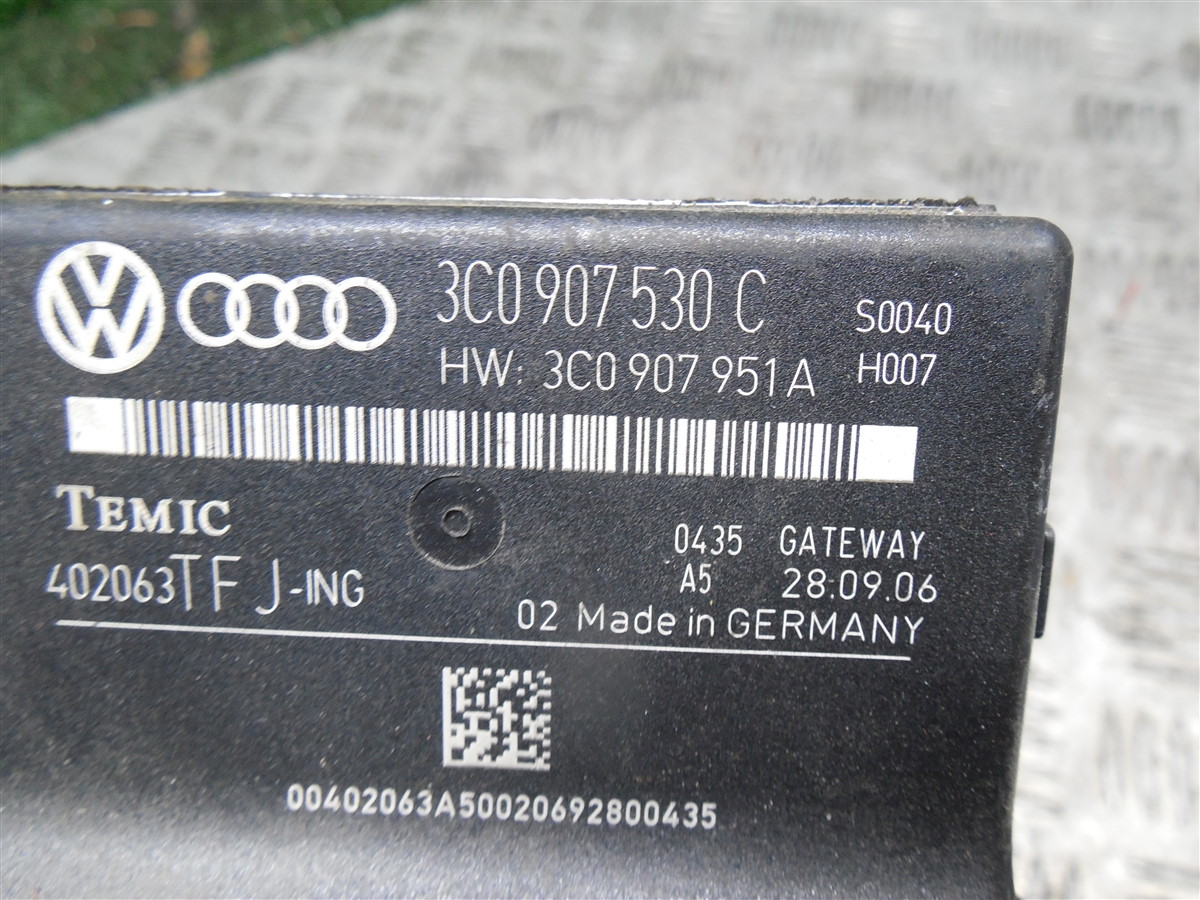 3C0 907 530 C S0040
HW: 3C0 907 951 A H007
TEMIC
0435 GATEWAY
402063TF J-ING A5 28.09.06
02 Made in GERMANY
00402063A50020692800435